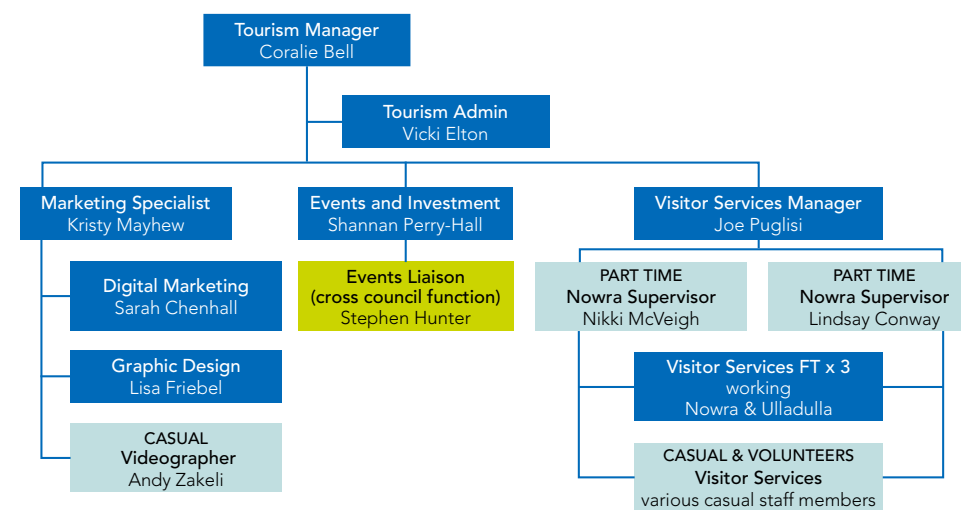 Tourism Manager
Coralie Bell
Tourism Admin
Vicki Elton
Marketing Specialist
Kristy Mayhew
Events and Investment
Shannan Perry-Hall
Visitor Services Manager
Joe Puglisi
Digital Marketing
Sarah Chenhall
Graphic Design
Lisa Friebel
CASUAL
Videographer
Andy Zakeli
Events Liaison
(cross council function)
Stephen Hunter
PART TIME
Nowra Supervisor
Nikki McVeigh
PART TIME
Nowra Supervisor
Lindsay Conway
Visitor Services FT x 3
working
Nowra & Ulladulla
CASUAL & VOLUNTEERS
Visitor Services
various casual staff members